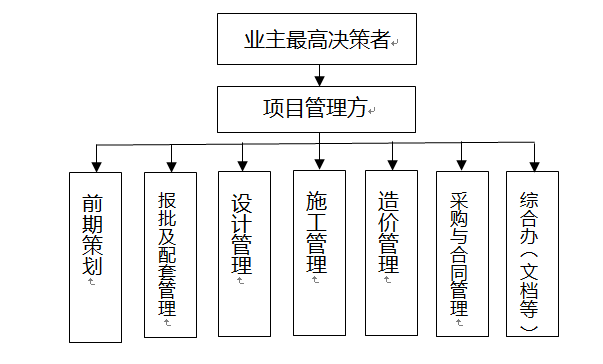 业主最高决策者
项目管理方
前期策划
报批及配套管理
设计管理
施工管理
造价管理
采购与合同管理
综合办（文档等）